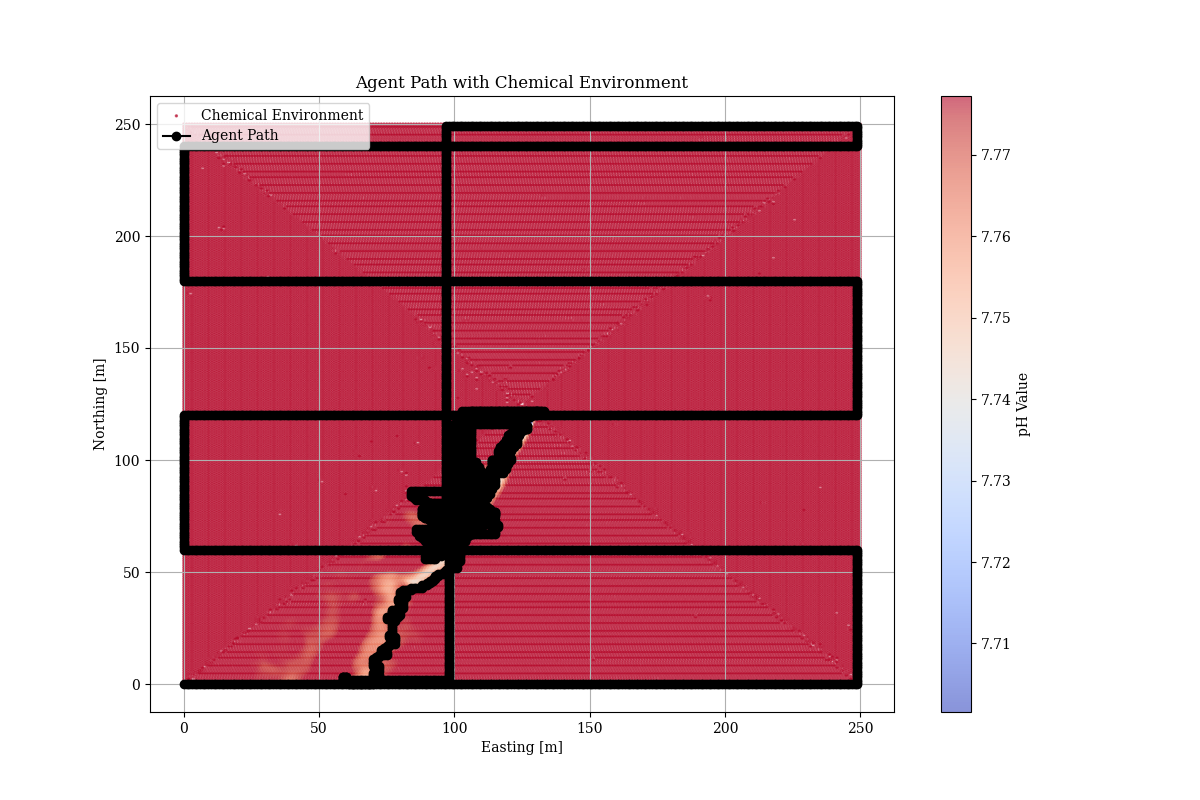 Agent Path with Chemical Environment
Chemical Environment
Agent Path
250
200
150
100
50
0
Northing [m]
0 50 100 150 200 250
Easting [m]
7.77
7.76
7.75
7.74
7.73
7.72
7.71
pH Value